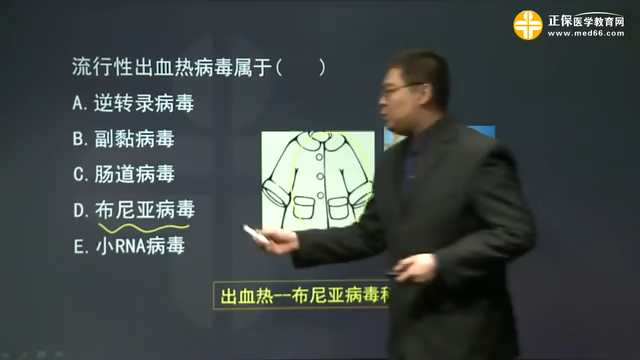 正保医学教育网
www.med66.com
流行性出血热病毒属于(    )
A.逆转录病毒
B.副黏病毒
C.肠道病毒
D.布尼亚病毒
E.小RNA病毒
出血热--布尼亚病毒科